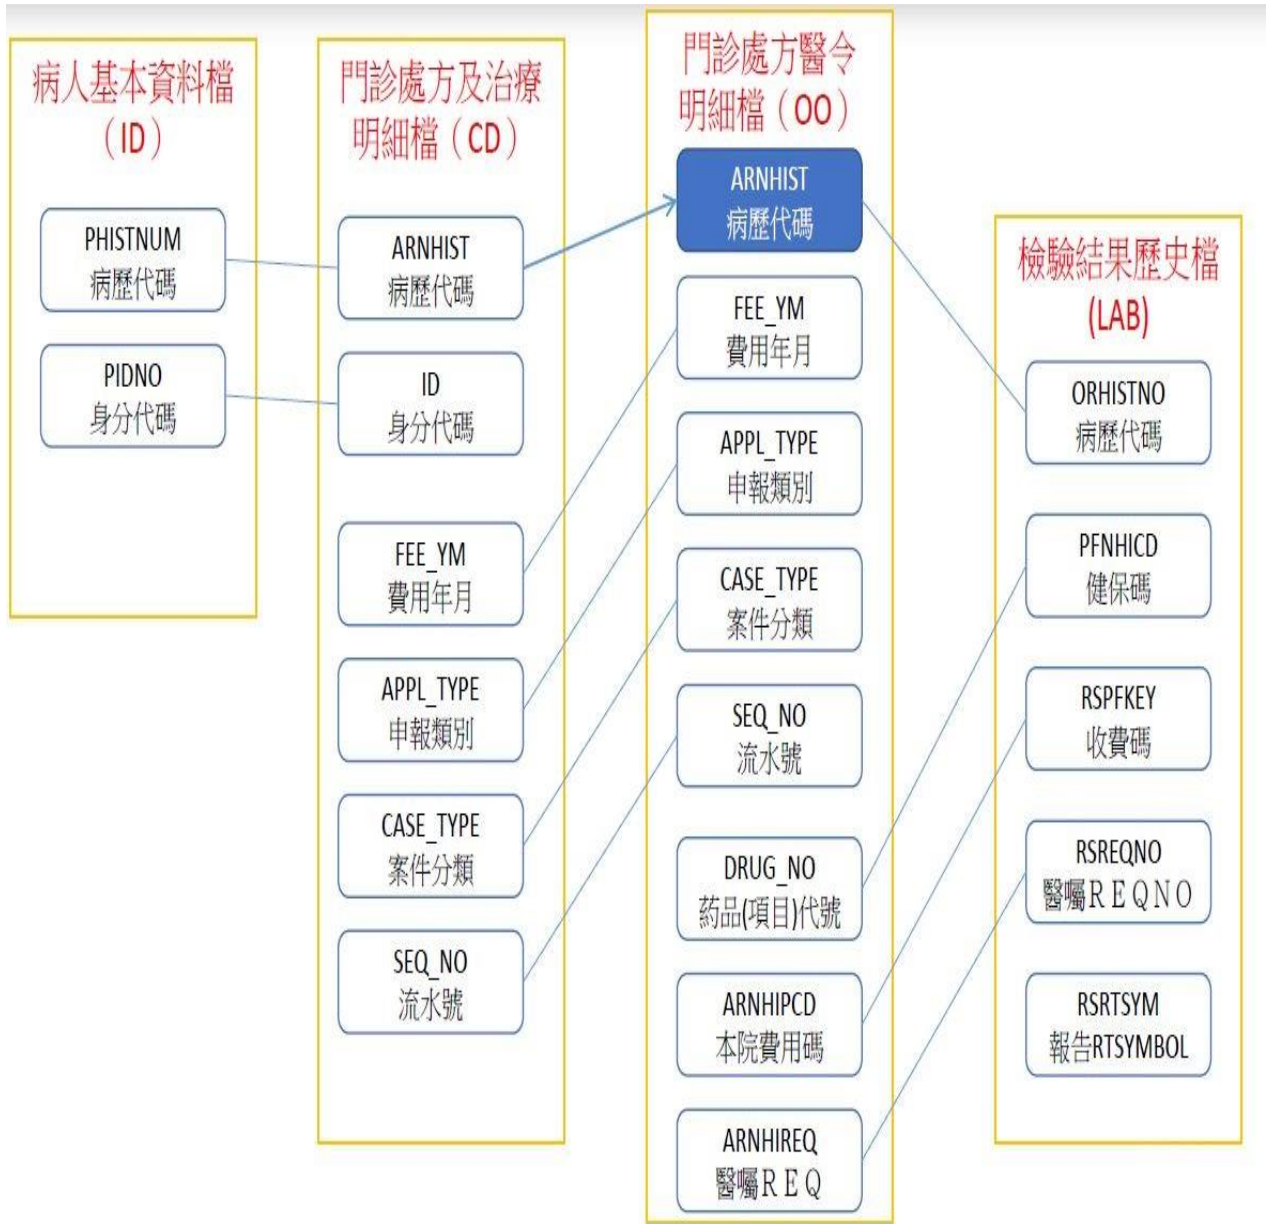 病人基本資料檔
（ID）
PHISTNUM
病歷代碼
PIDNO
身分代碼
門診處方及治療
明細檔（CD）
ARNHIST
病歷代碼
ID
身分代碼
FEE_YM
費用年月
APPL_TYPE
申報類別
CASE_TYPE
案件分類
SEQ_NO
流水號
門診處方醫令
明細檔（OO）
ARNHIST
病歷代碼
FEE_YM
費用年月
APPL_TYPE
申報類別
CASE_TYPE
案件分類
SEQ_NO
流水號
DRUG_NO
葯品(項目)代號
ARNHIPCD
本院費用碼
ARNHIREQ
醫囑ＲＥＱ
檢驗結果歷史檔
(LAB)
ORHISTNO
病歷代碼
PFNHICD
健保碼
RSPFKEY
收費碼
RSREQNO
醫囑ＲＥＱＮＯ
RSRTSYM
報告RTSYMBOL